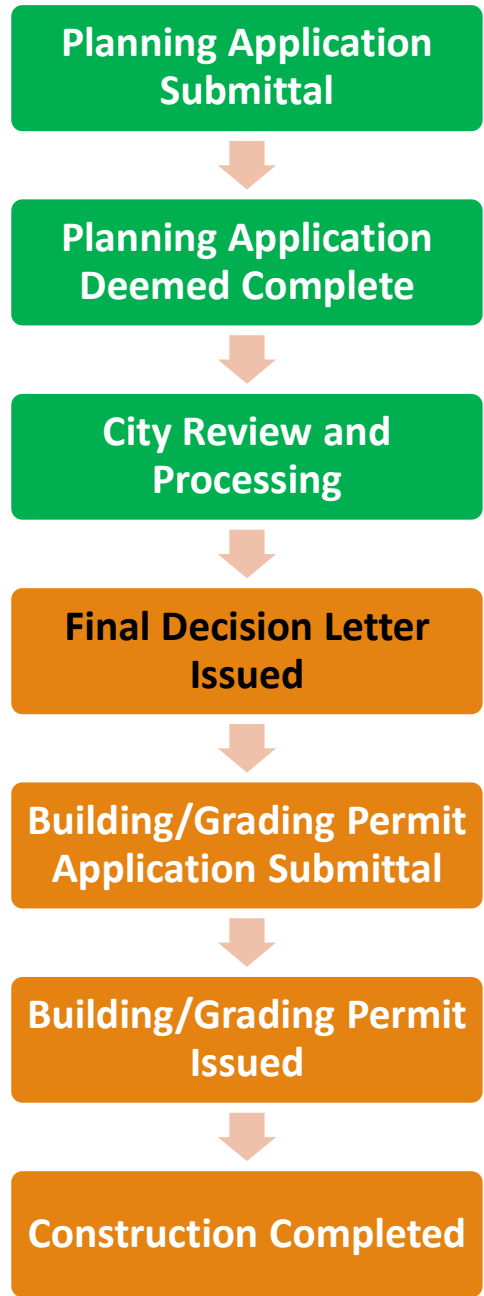 Planning Application
Submittal
Planning Application
Deemed Complete
City Review and
Processing
Final Decision Letter
Issued
Building/Grading Permit
Application Submittal
Building/Grading Permit
Issued
Construction Completed